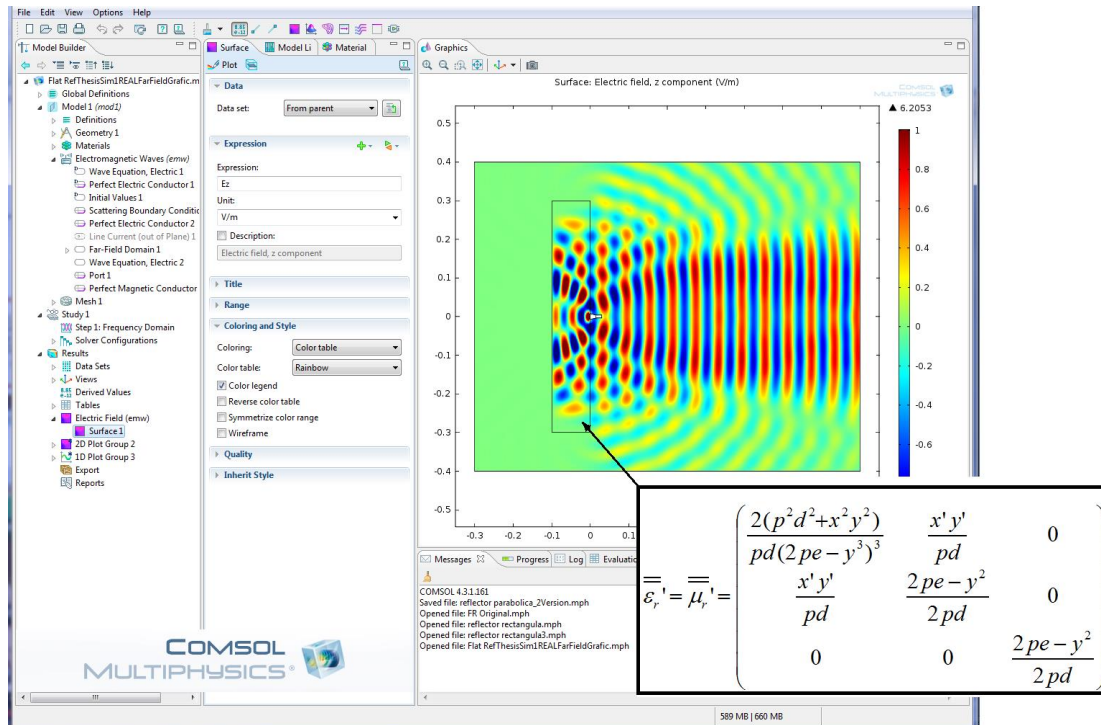 File Edit View Options Help
Model Builder
Flat RefThesisSim1REALFarFieldGrafic.m
Global Definitions
Model 1 (mod1)
Definitions
Geometry 1
Materials
Electromagnetic Waves (emw)
Wave Equation, Electric 1
Perfect Electric Conductor 1
Initial Values 1
Scattering Boundary Conditic
Perfect Electric Conductor 2
Line Current (out of Plane) 1
Far-Field Domain 1
Wave Equation, Electric 2
Port 1
Perfect Magnetic Conductor
Mesh 1
Study 1
Step 1: Frequency Domain
Solver Configurations
Results
Data Sets
Views
Derived Values
Tables
Electric Field (emw)
Surface 1
2D Plot Group 2
1D Plot Group 3
Export
Reports
COMSOL
MULTIPHYSICS®
Surface Model Li Material
Plot
Data
Data set: From parent
Expression
Expression:
Ez
Unit:
V/m
Description:
Electric field, z component
Title
Range
Coloring and Style
Coloring: Color table
Color table: Rainbow
Color legend
Reverse color table
Symmetrize color range
Wireframe
Quality
Inherit Style
Graphics
Surface: Electric field, z component (V/m)
COMSOL
MULTIPHYSICS
▲ 6.2053
0.5
0.4
0.3
0.2
0.1
0
-0.1
-0.2
-0.3
-0.4
-0.5
-0.3 -0.2 -0.1 0 0.1
1
0.8
0.6
0.4
0.2
0
-0.2
-0.4
-0.6
Messages Progress Log Evaluatio
COMSOL 4.3.1.161
Saved file: reflector parabolica_2Version.mph
Opened file: FR Original.mph
Opened file: reflector rectangula.mph
Opened file: reflector rectangula3.mph
Opened file: Flat RefThesisSim1REALFarFieldGrafic.mph
εr' = μr' =
2(p²d²+x²y²) / pd(2pe−y³)³ x'y' / pd 0
x'y' / pd 2pe−y² / 2pd 0
0 0 2pe−y² / 2pd
589 MB | 660 MB